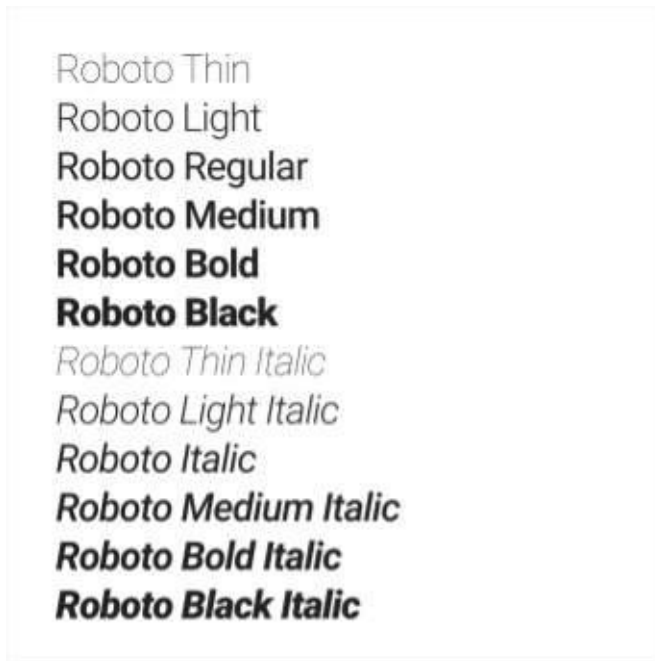 Roboto Thin
Roboto Light
Roboto Regular
Roboto Medium
Roboto Bold
Roboto Black
Roboto Thin Italic
Roboto Light Italic
Roboto Italic
Roboto Medium Italic
Roboto Bold Italic
Roboto Black Italic